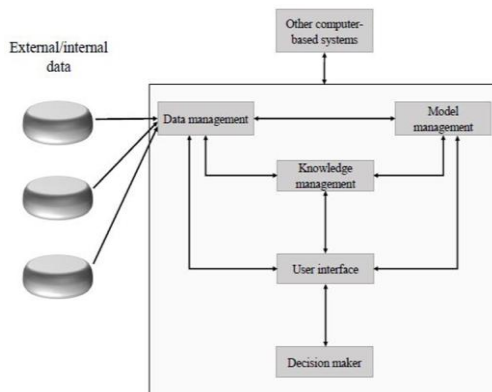 Other computer-
based systems
External/internal
data
Data management
Model
management
Knowledge
management
User interface
Decision maker